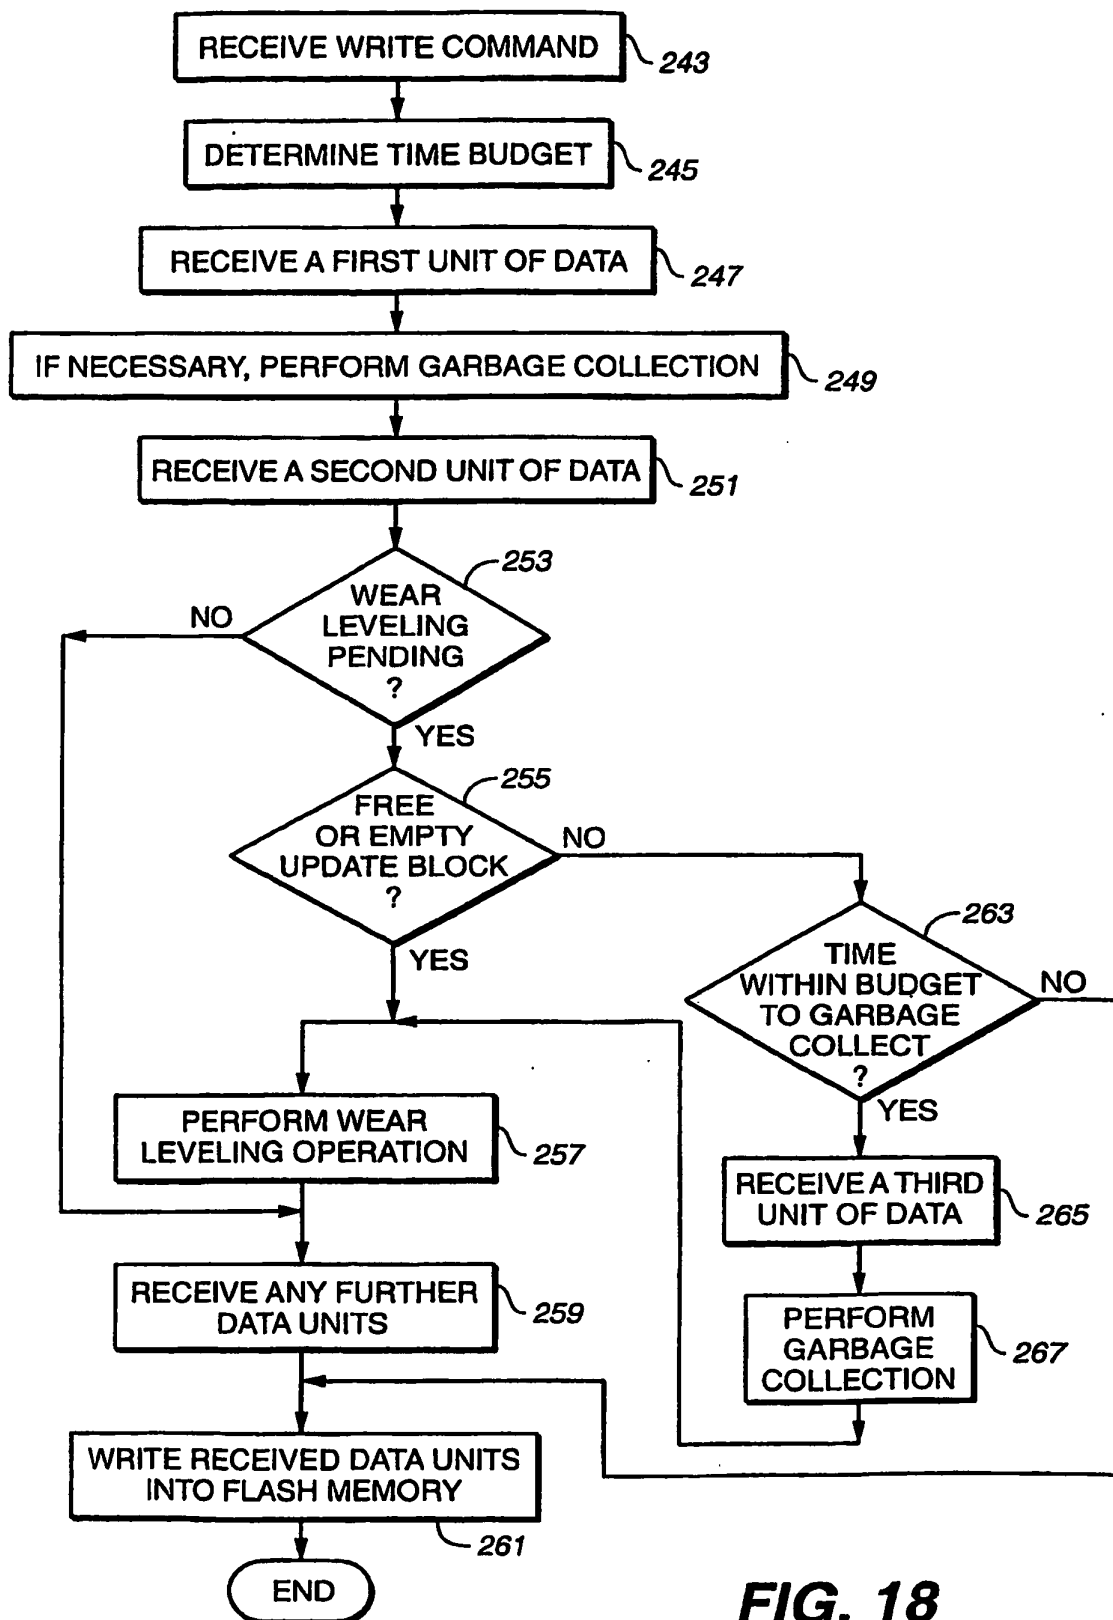 RECEIVE WRITE COMMAND
243
DETERMINE TIME BUDGET
245
RECEIVE A FIRST UNIT OF DATA
247
IF NECESSARY, PERFORM GARBAGE COLLECTION
249
RECEIVE A SECOND UNIT OF DATA
251
253
WEAR
LEVELING
PENDING
?
NO
YES
255
FREE
OR EMPTY
UPDATE BLOCK
?
NO
YES
263
TIME
WITHIN BUDGET
TO GARBAGE
COLLECT
?
NO
YES
PERFORM WEAR
LEVELING OPERATION
257
RECEIVE A THIRD
UNIT OF DATA
265
RECEIVE ANY FURTHER
DATA UNITS
259
PERFORM
GARBAGE
COLLECTION
267
WRITE RECEIVED DATA UNITS
INTO FLASH MEMORY
261
END
FIG. 18